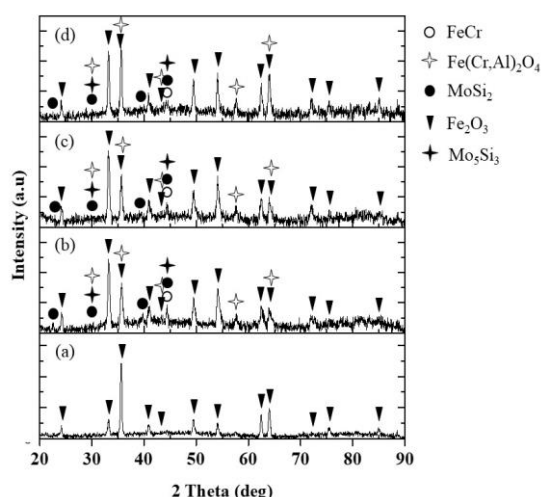 (d)
(c)
(b)
(a)
Intensity (a.u)
20 30 40 50 60 70 80 90
2 Theta (deg)
FeCr
Fe(Cr,Al)₂O₄
MoSi₂
Fe₂O₃
Mo₅Si₃